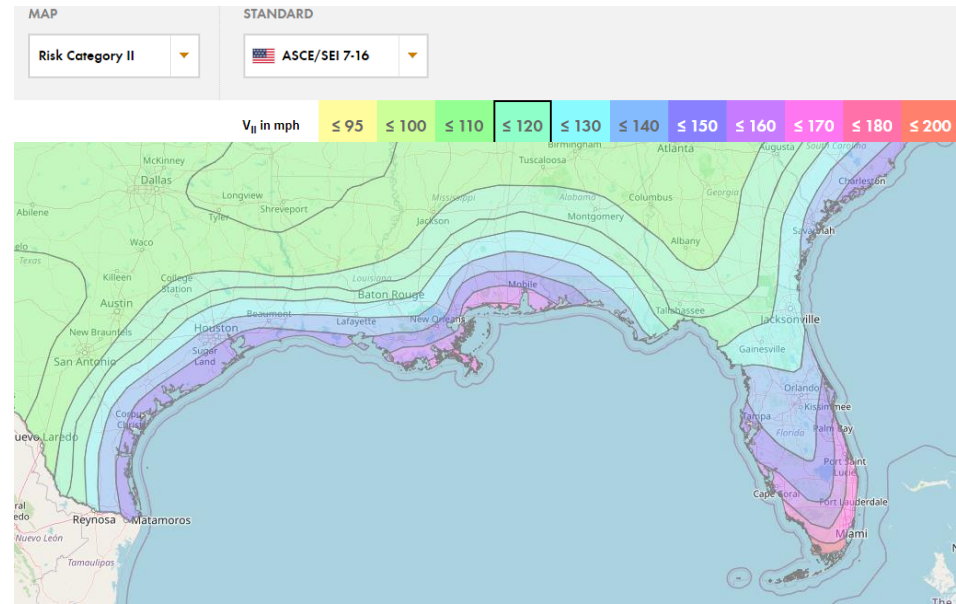 MAP STANDARD
Risk Category II ASCE/SEI 7-16
VII in mph ≤ 95 ≤ 100 ≤ 110 ≤ 120 ≤ 130 ≤ 140 ≤ 150 ≤ 160 ≤ 170 ≤ 180 ≤ 200
Birmingham Atlanta Augusta South Carolina
McKinney Tuscaloosa
Dallas Charleston
Longview Mississippi Alabama Columbus Georgia
Abilene Tyler Shreveport Jackson Montgomery
Waco Savannah
Texas Albany
Killeen College Station Louisiana Mobile
Austin Baton Rouge
Beaumont Lafayette New Orleans Tallahassee Jacksonville
New Braunfels Houston
San Antonio Sugar Land Gainesville
Orlando
Kissimmee
Corpus Christi Tampa Palm Bay
Laredo Florida
Port Saint Lucie
Cape Coral Fort Lauderdale
Reynosa Matamoros
Miami
Nuevo León
Tamaulipas
The